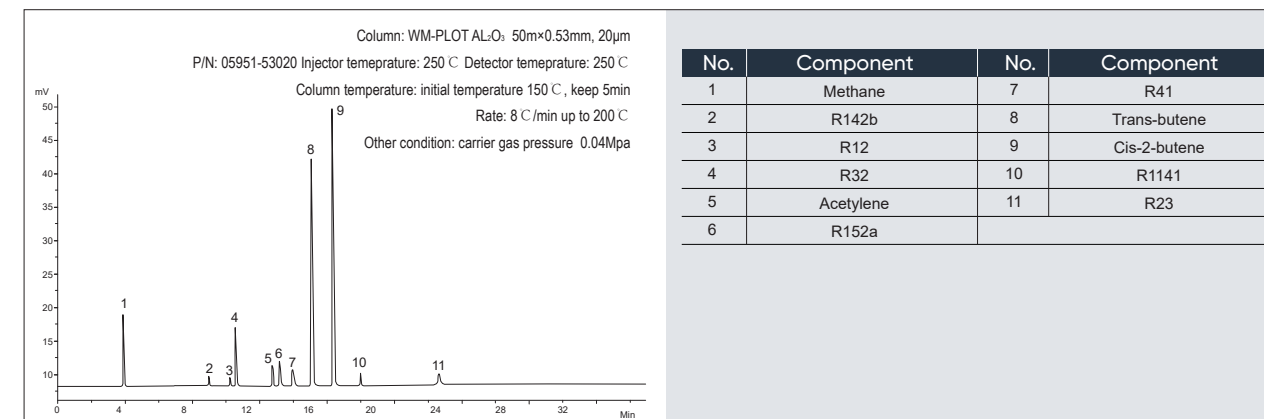 Column: WM-PLOT AL₂O₃ 50m×0.53mm, 20μm
P/N: 05951-53020 Injector temeprature: 250℃ Detector temeprature: 250℃
Column temperature: initial temperature 150℃, keep 5min
Rate: 8℃/min up to 200℃
Other condition: carrier gas pressure 0.04Mpa
mV
50
45
40
35
30
25
20
15
10
1
2
3
4
5
6
7
8
9
10
11
0 4 8 12 16 20 24 28 32 Min
No. Component No. Component
1 Methane 7 R41
2 R142b 8 Trans-butene
3 R12 9 Cis-2-butene
4 R32 10 R1141
5 Acetylene 11 R23
6 R152a